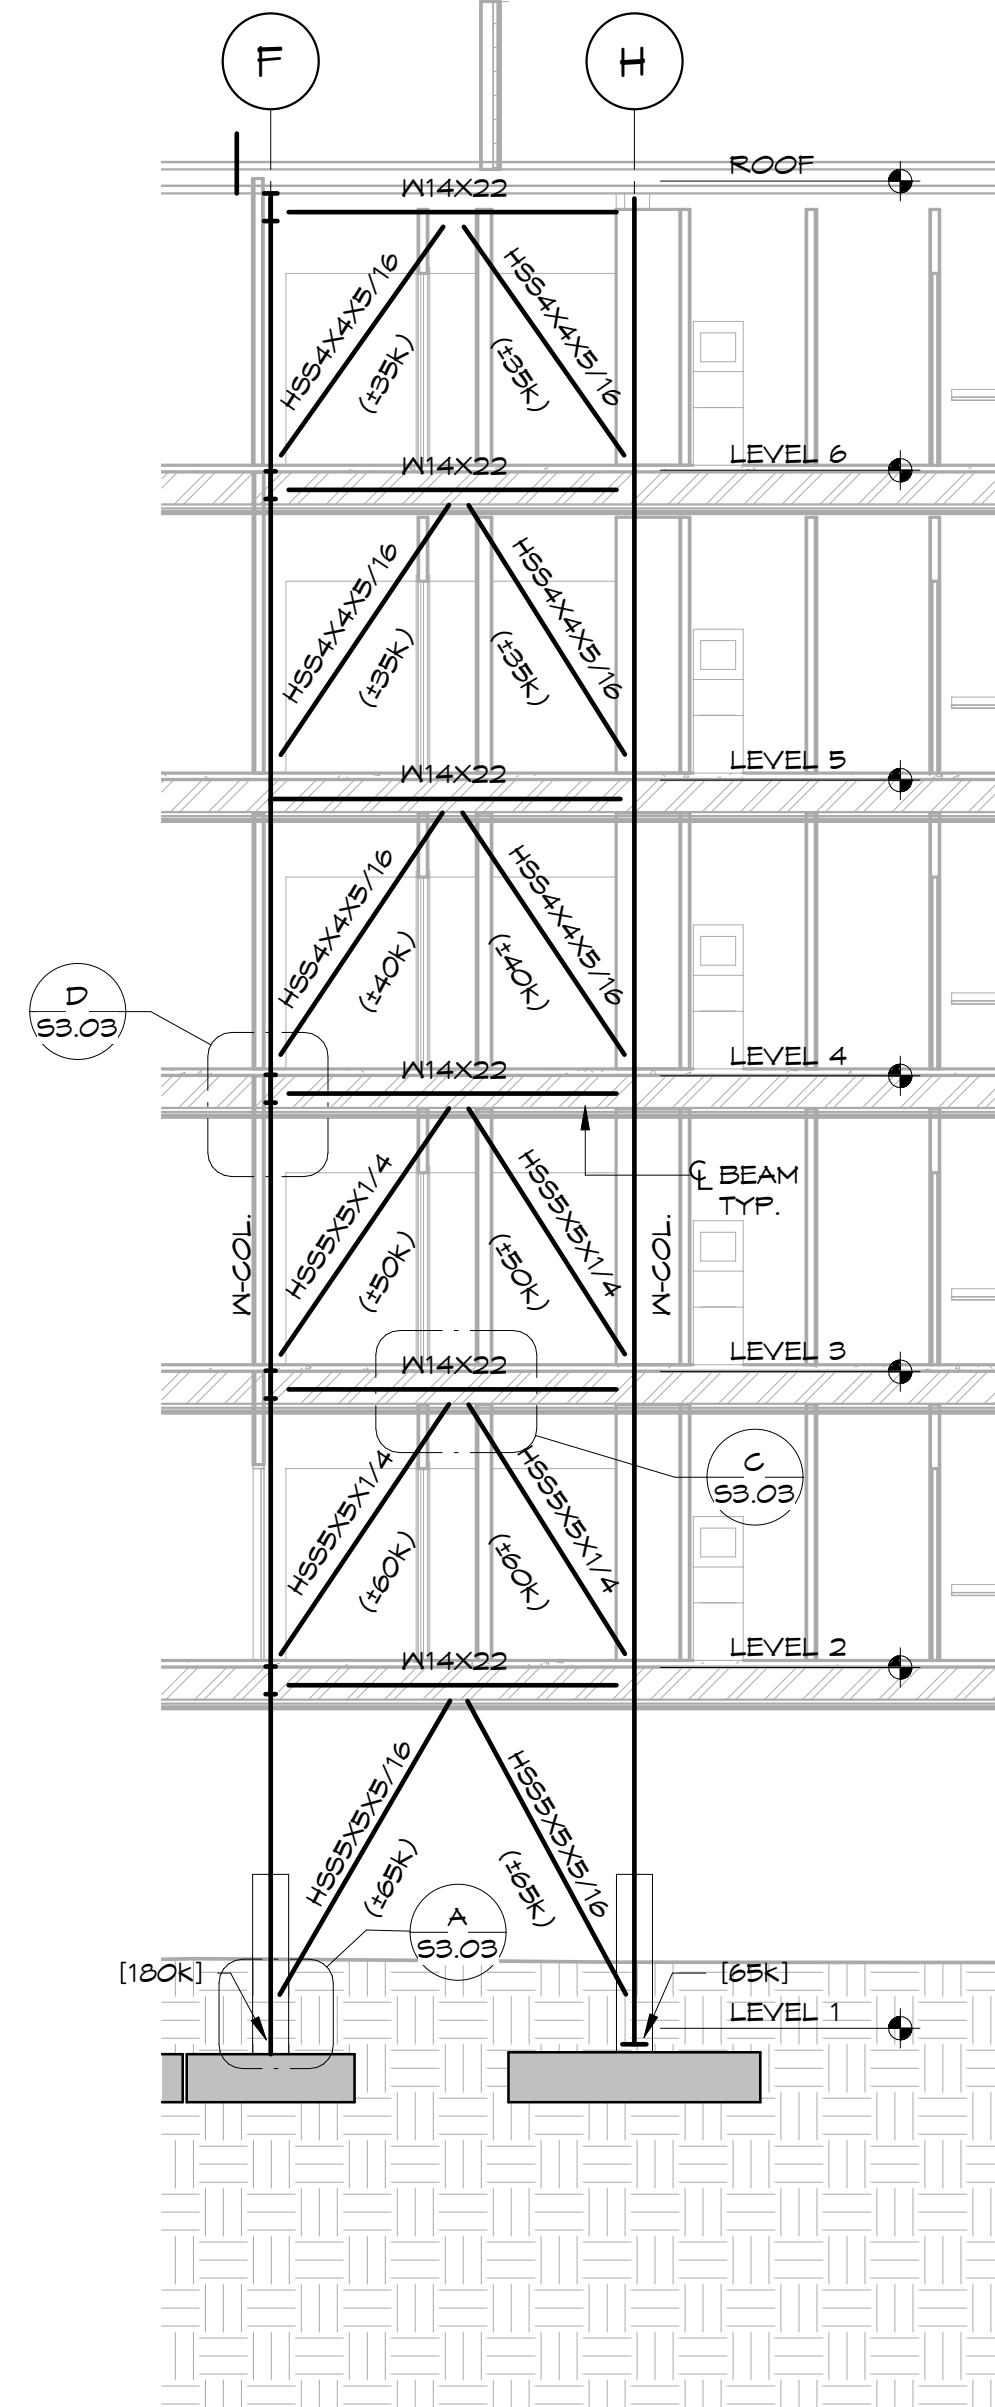 F
H
ROOF
W14X22
HSS4X4X5/16
HSS4X4X5/16
(±35K)
(±35K)
LEVEL 6
W14X22
HSS4X4X5/16
HSS4X4X5/16
(±35K)
(±35K)
LEVEL 5
W14X22
HSS4X4X5/16
HSS4X4X5/16
(±40K)
(±40K)
D
S3.03
LEVEL 4
W14X22
HSS5X5X1/4
HSS5X5X1/4
℄ BEAM
TYP.
W-COL.
(±50K)
(±50K)
W-COL.
LEVEL 3
W14X22
HSS5X5X1/4
HSS5X5X1/4
C
S3.03
(±60K)
(±60K)
LEVEL 2
W14X22
HSS5X5X5/16
HSS5X5X5/16
(±65K)
(±65K)
A
S3.03
[180K]
[65K]
LEVEL 1